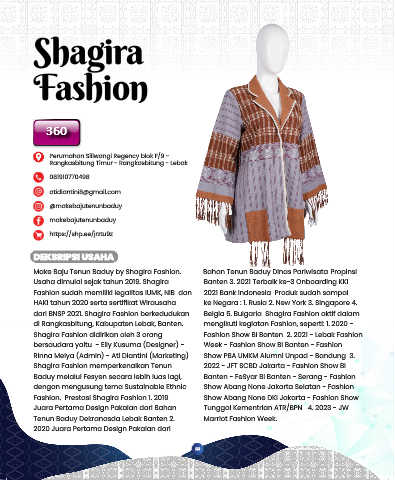 Shagira
Fashion
360
Perumahan Siliwangi Regency blok F/9 -
Rangkasbitung Timur - Rangkasbitung - Lebak
081910770498
atidiantini8@gmail.com
@makebajutenunbaduy
makebajutenunbaduy
https://shp.ee/jrztu9z
DEKSRIPSI USAHA
Make Baju Tenun Baduy by Shagira Fashion.
Usaha dimulai sejak tahun 2019. Shagira
Fashion sudah memiliki legalitas IUMK, NIB dan
HAKI tahun 2020 serta sertifikat Wirausaha
dari BNSP 2021. Shagira Fashion berkedudukan
di Rangkasbitung, Kabupaten Lebak, Banten.
Shagira Fashion didirikan oleh 3 orang
bersaudara yaitu - Elly Kusuma (Designer) -
Rinna Melya (Admin) - Ati Diantini (Marketing)
Shagira Fashion memperkenalkan Tenun
Baduy melalui Fesyen secara lebih luas lagi,
dengan mengusung tema Sustainable Ethnic
Fashion. Prestasi Shagira Fashion 1. 2019
Juara Pertama Design Pakaian dari Bahan
Tenun Baduy Dekranasda Lebak Banten 2.
2020 Juara Pertama Design Pakaian dari
Bahan Tenun Baduy Dinas Pariwisata Propinsi
Banten 3. 2021 Terbaik ke-3 Onboarding KKI
2021 Bank Indonesia Produk sudah sampai
ke Negara : 1. Rusia 2. New York 3. Singapore 4.
Belgia 5. Bulgaria Shagira Fashion aktif dalam
mengikuti kegiatan Fashion, seperti: 1. 2020 -
Fashion Show BI Banten 2. 2021 - Lebak Fashion
Week - Fashion Show BI Banten - Fashion
Show PBA UMKM Alumni Unpad - Bandung 3.
2022 - JFT SCBD Jakarta - Fashion Show BI
Banten - FeSyar BI Banten - Serang - Fashion
Show Abang None Jakarta Selatan - Fashion
Show Abang None DKI Jakarta - Fashion Show
Tunggal Kementrian ATR/BPN 4. 2023 - JW
Marriot Fashion Week.